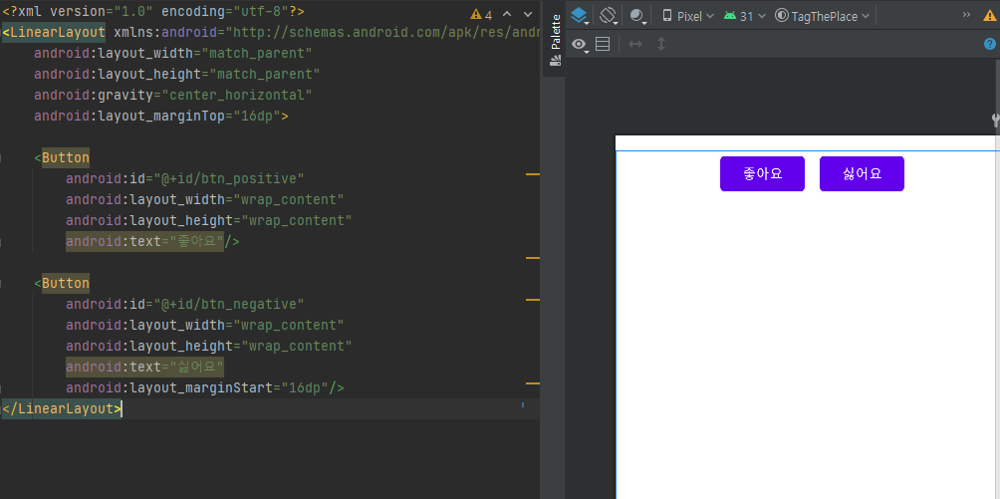 <?xml version="1.0" encoding="utf-8"?>
4
<LinearLayout xmlns:android="http://schemas.android.com/apk/res/andr
android:layout_width="match_parent"
android:layout_height="match_parent"
android:gravity="center_horizontal"
android:layout_marginTop="16dp">
<Button
android:id="@+id/btn_positive"
android:layout_width="wrap_content"
android:layout_height="wrap_content"
android:text="좋아요"/>
<Button
android:id="@+id/btn_negative"
android:layout_width="wrap_content"
android:layout_height="wrap_content"
android:text="싫어요"
android:layout_marginStart="16dp"/>
</LinearLayout>
Palette
Pixel
31
TagThePlace
좋아요
싫어요